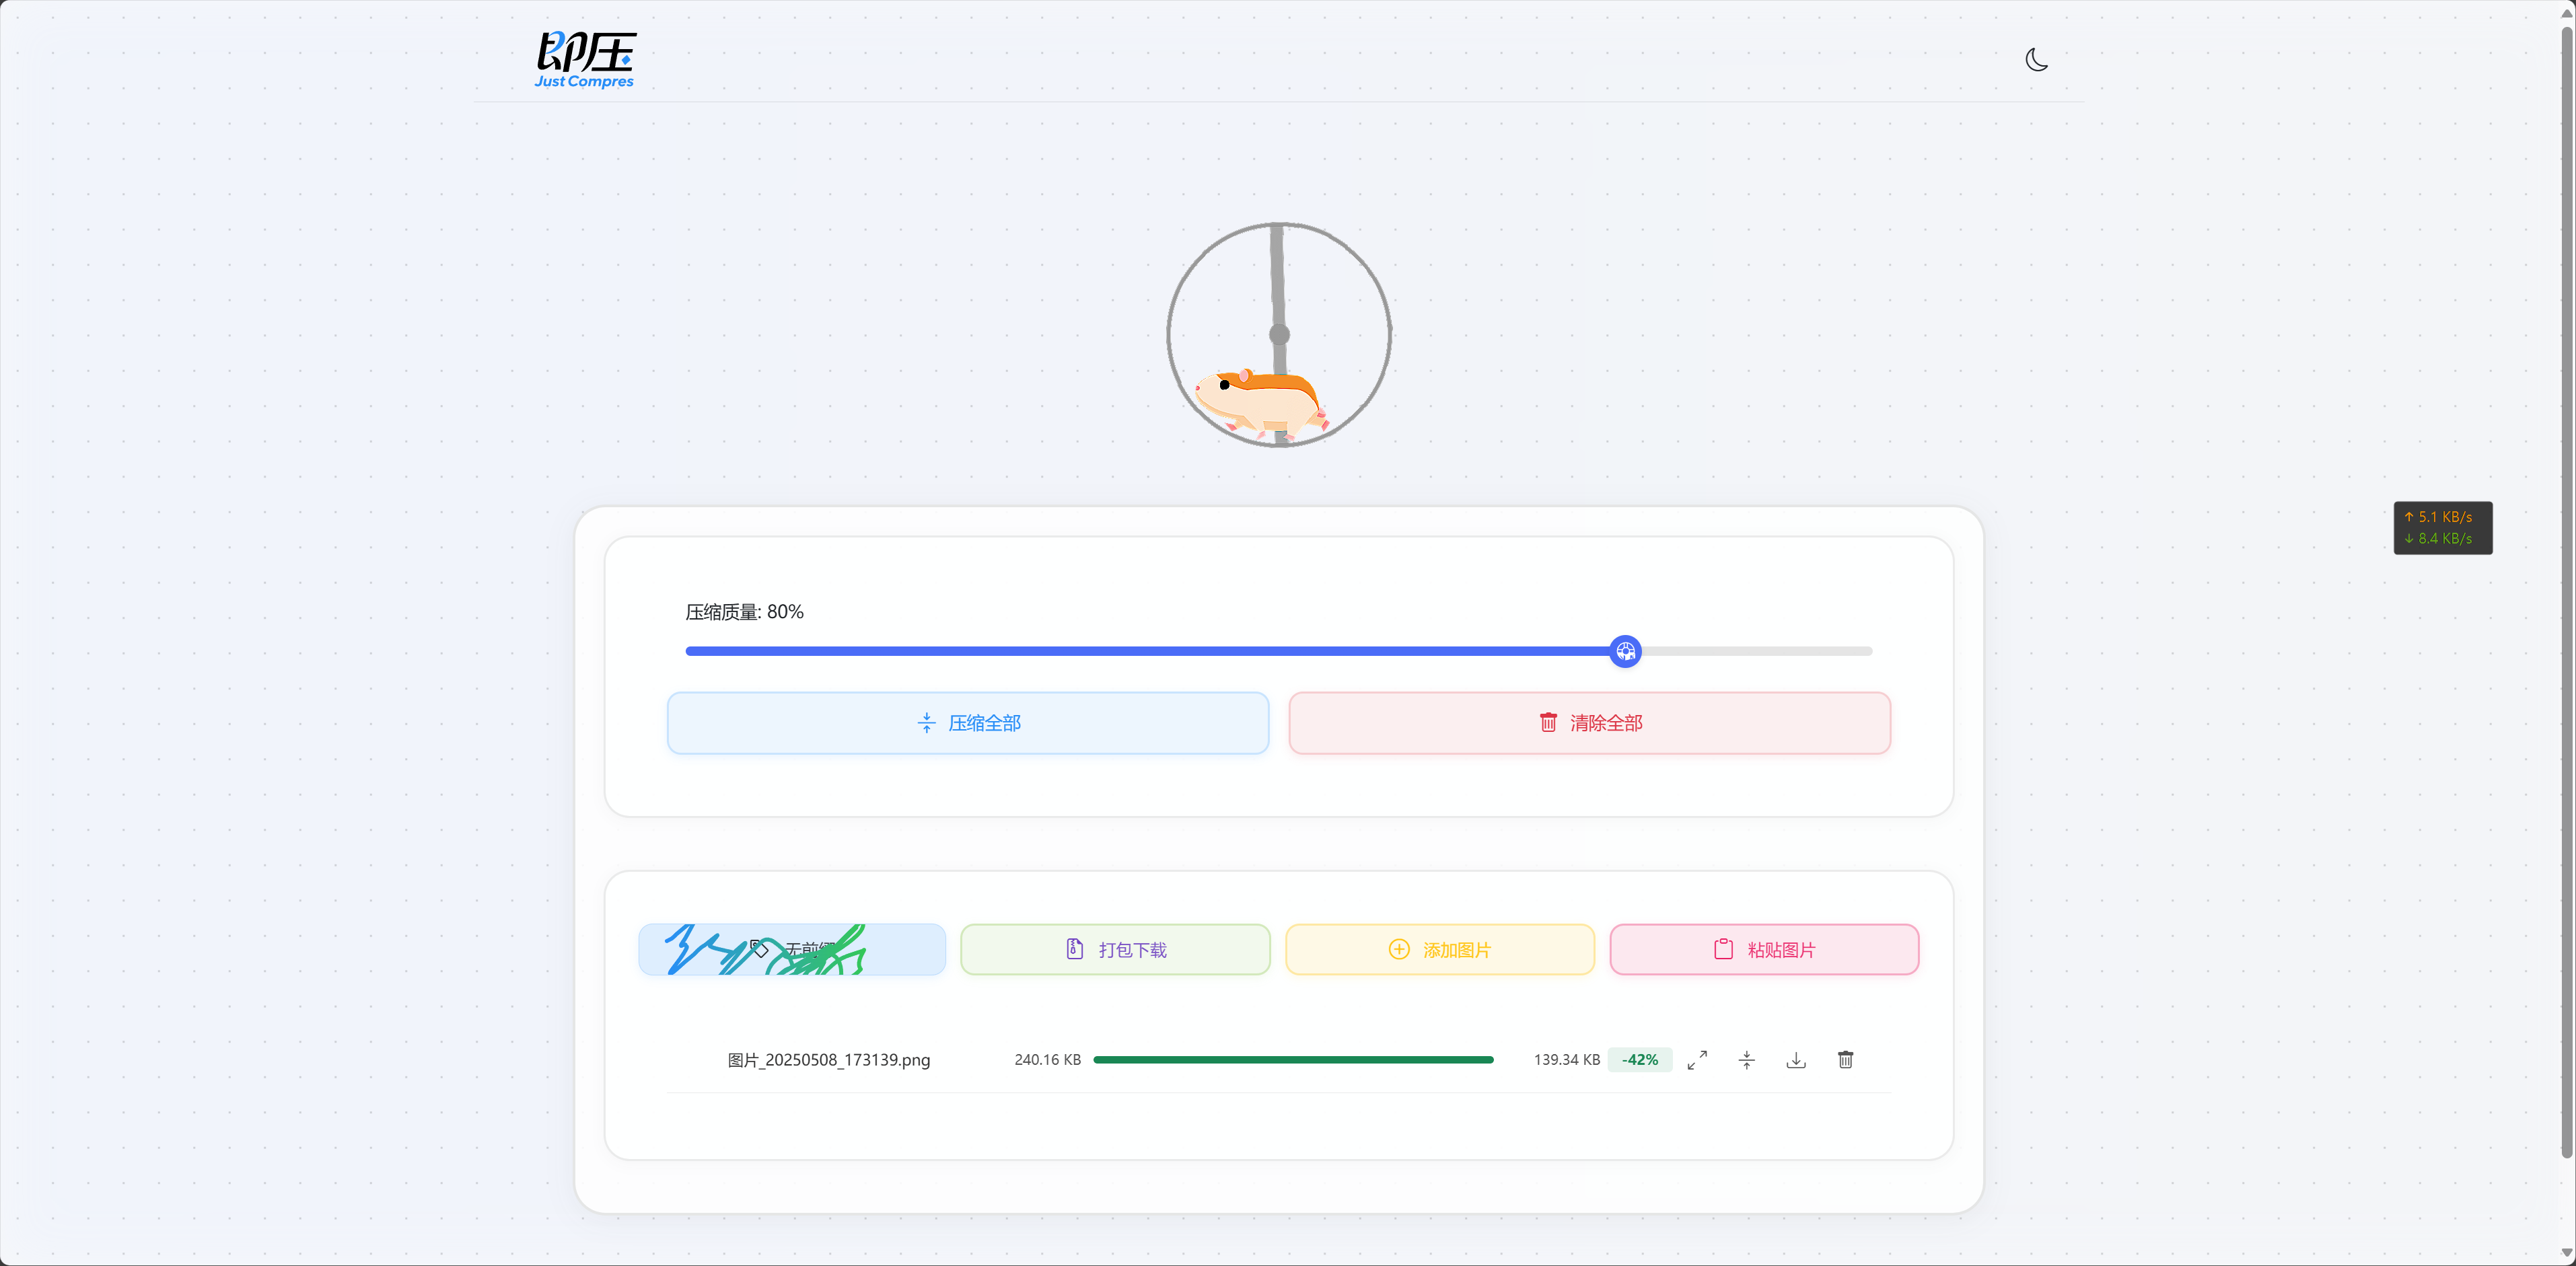 即压
Just Compres
↑ 5.1 KB/s
↓ 8.4 KB/s
压缩质量: 80%
压缩全部
清除全部
无前缀
打包下载
添加图片
粘贴图片
图片_20250508_173139.png 240.16 KB 139.34 KB -42%